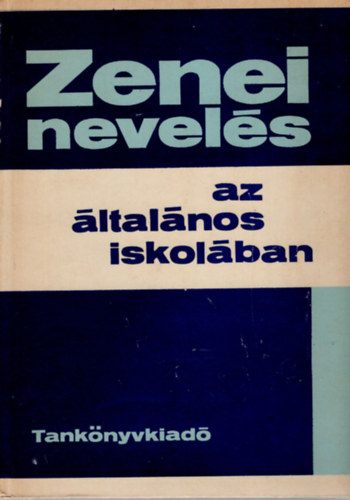 Zenei
nevelés
az
általános
iskolában
Tankönyvkiadó